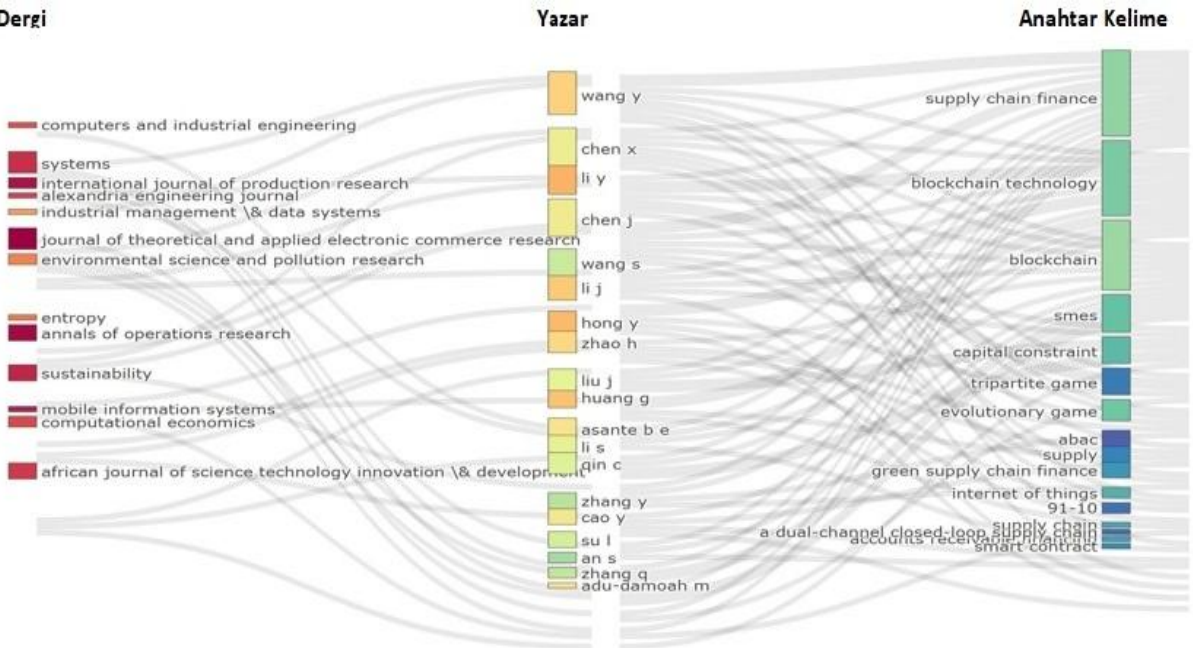 Dergi
Yazar
Anahtar Kelime
computers and industrial engineering
systems
international journal of production research
alexandria engineering journal
industrial management \& data systems
journal of theoretical and applied electronic commerce research
environmental science and pollution research
entropy
annals of operations research
sustainability
mobile information systems
computational economics
african journal of science technology innovation \& development
wang y
chen x
li y
chen j
wang s
li j
hong y
zhao h
liu j
huang g
asante b e
li s
qin c
zhang y
cao y
su l
an s
zhang q
adu-damoah m
supply chain finance
blockchain technology
blockchain
smes
capital constraint
tripartite game
evolutionary game
abac
supply
green supply chain finance
internet of things
91-10
supply chain
a dual-channel closed-loop supply chain
accounts receivable financing
smart contract